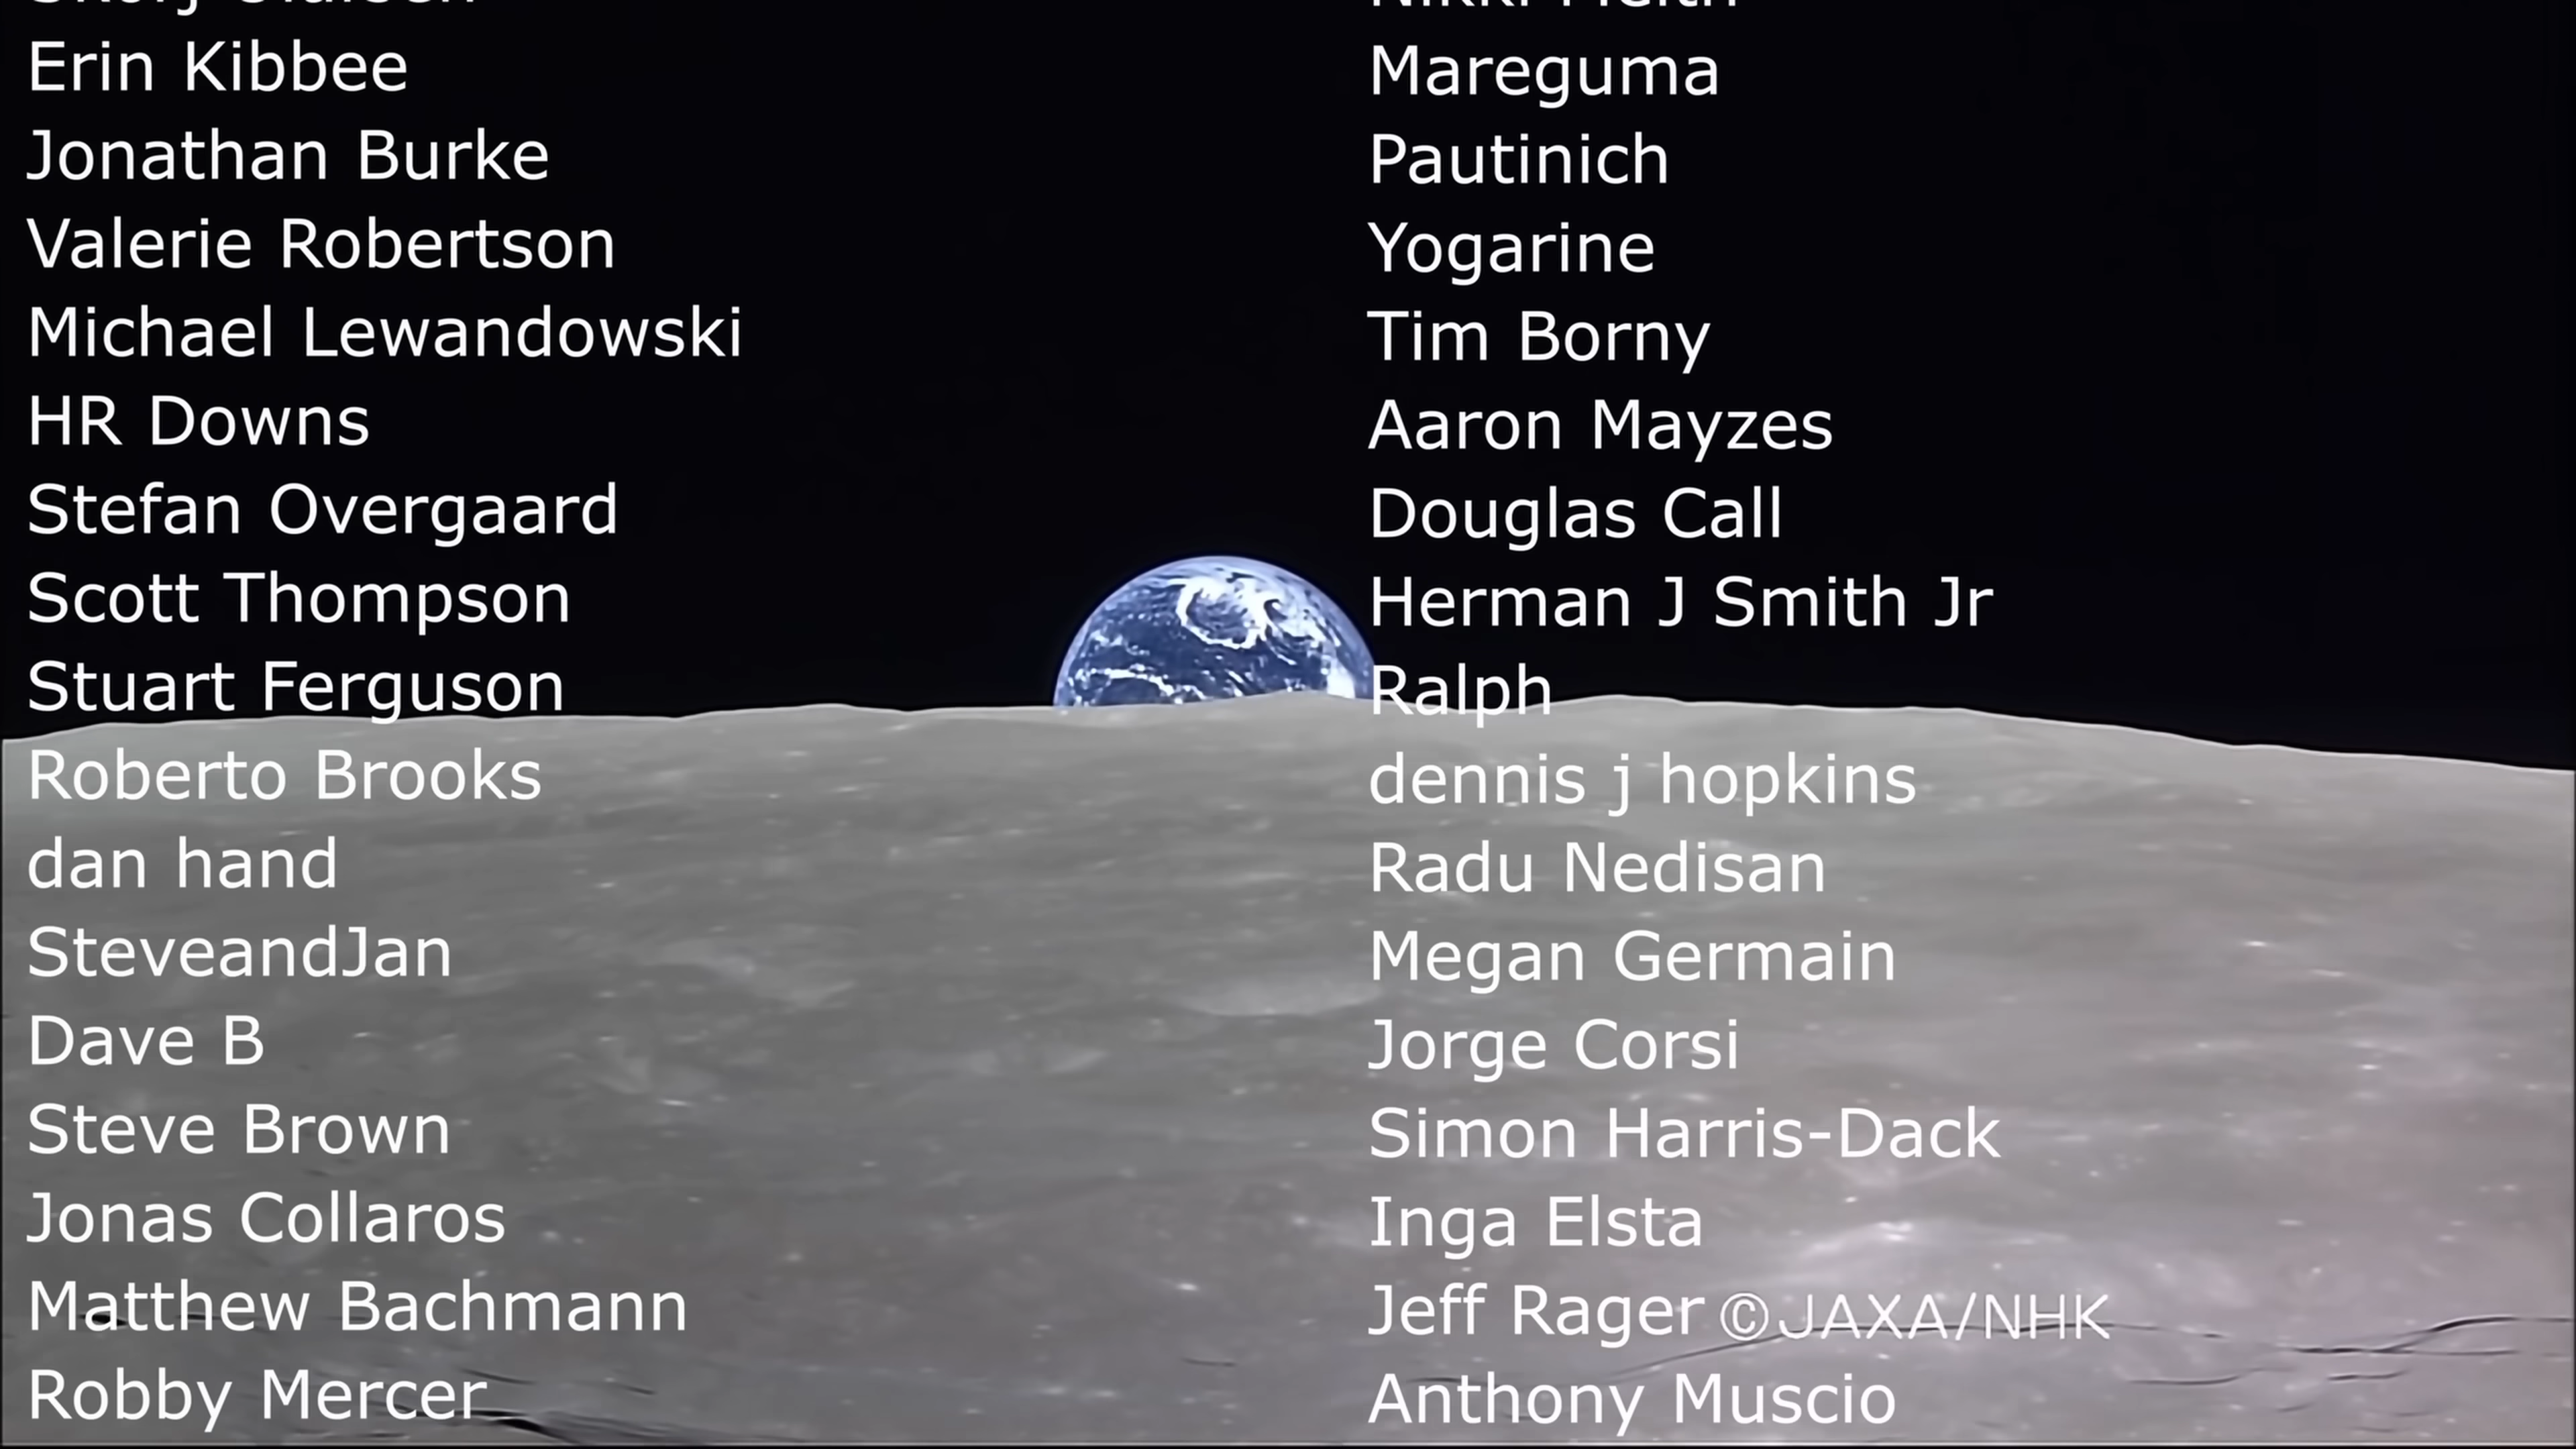 Erin Kibbee
Jonathan Burke
Valerie Robertson
Michael Lewandowski
HR Downs
Stefan Overgaard
Scott Thompson
Stuart Ferguson
Roberto Brooks
dan hand
SteveandJan
Dave B
Steve Brown
Jonas Collaros
Matthew Bachmann
Robby Mercer
Mareguma
Pautinich
Yogarine
Tim Borny
Aaron Mayzes
Douglas Call
Herman J Smith Jr
Ralph
dennis j hopkins
Radu Nedisan
Megan Germain
Jorge Corsi
Simon Harris-Dack
Inga Elsta
Jeff Rager
©JAXA/NHK
Anthony Muscio